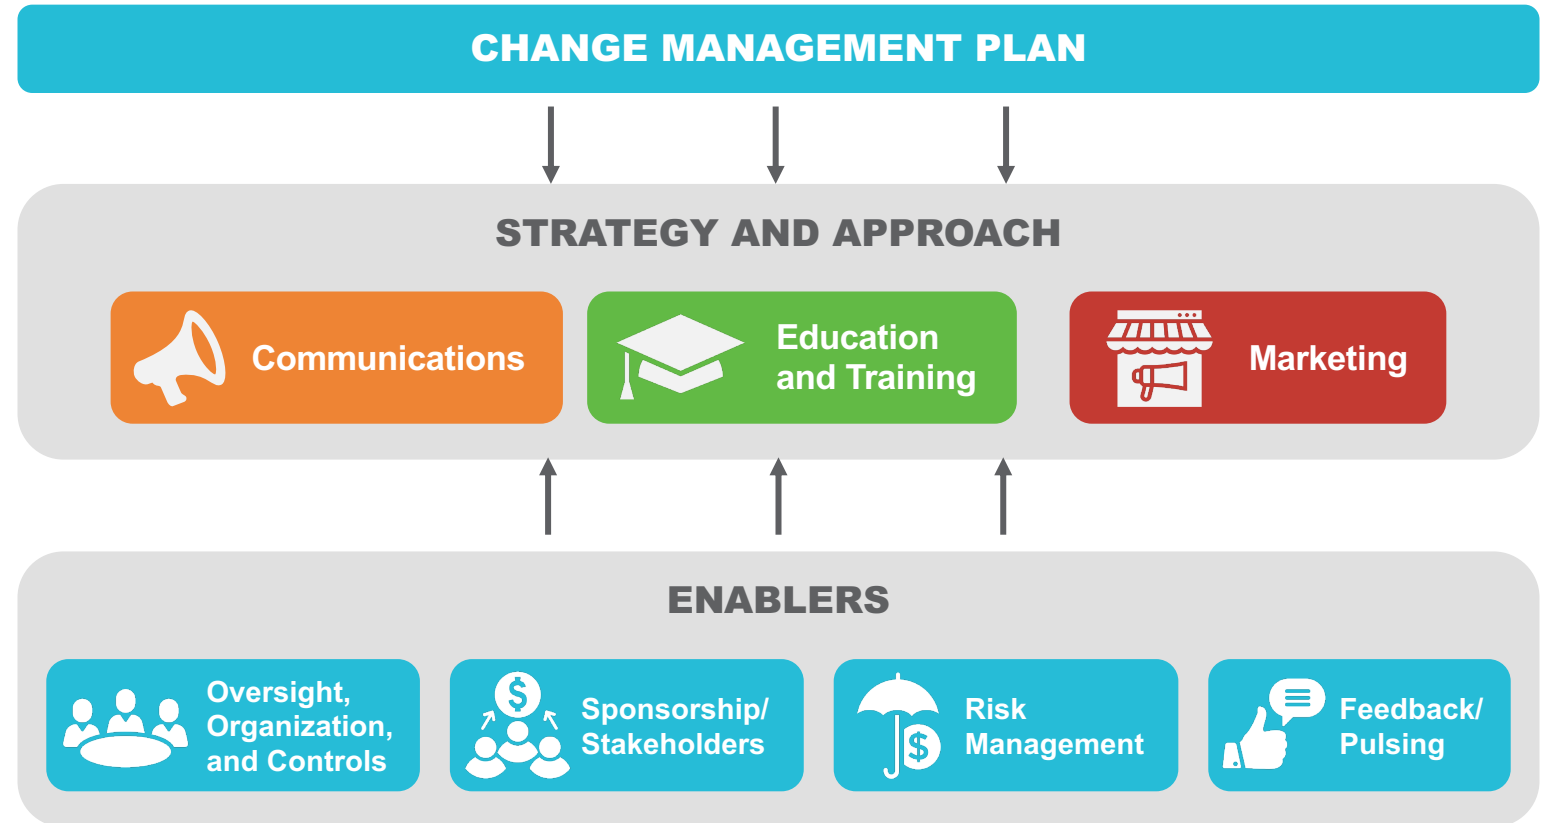 CHANGE MANAGEMENT PLAN
STRATEGY AND APPROACH
Communications
Education
and Training
Marketing
ENABLERS
Oversight,
Organization,
and Controls
$
Sponsorship/
Stakeholders
$
Risk
Management
Feedback/
Pulsing